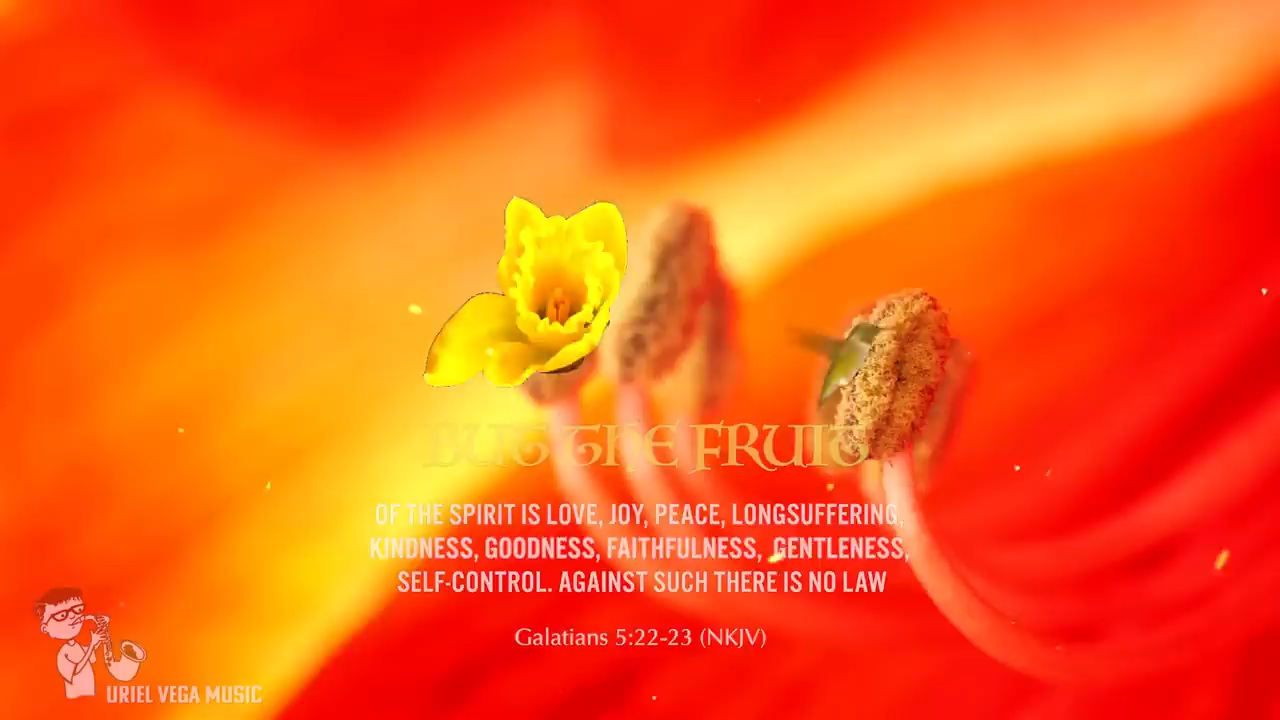 BUT THE FRUIT
OF THE SPIRIT IS LOVE, JOY, PEACE, LONGSUFFERING,
KINDNESS, GOODNESS, FAITHFULNESS, GENTLENESS,
SELF-CONTROL. AGAINST SUCH THERE IS NO LAW
Galatians 5:22-23 (NKJV)
URIEL VEGA MUSIC